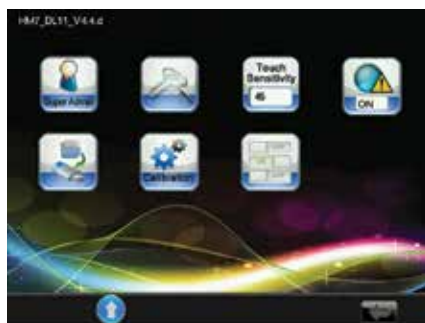 HM7_DL11_V4.4.d
Super Admin
Touch
Sensitivity
45
ON
Calibration